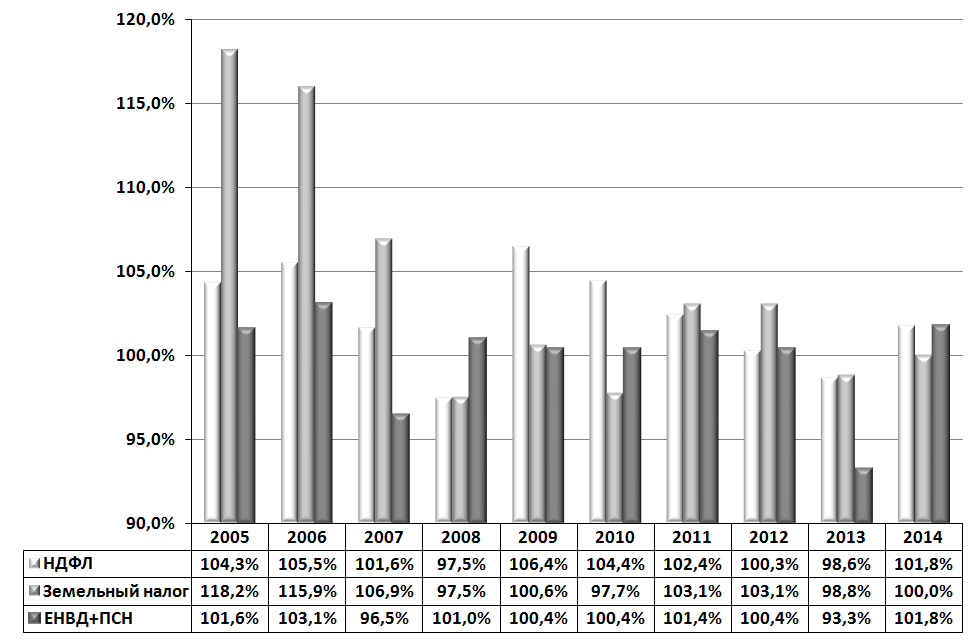 120,0%
115,0%
110,0%
105,0%
100,0%
95,0%
90,0%
2005 2006 2007 2008 2009 2010 2011 2012 2013 2014
НДФЛ 104,3% 105,5% 101,6% 97,5% 106,4% 104,4% 102,4% 100,3% 98,6% 101,8%
Земельный налог 118,2% 115,9% 106,9% 97,5% 100,6% 97,7% 103,1% 103,1% 98,8% 100,0%
ЕНВД+ПСН 101,6% 103,1% 96,5% 101,0% 100,4% 100,4% 101,4% 100,4% 93,3% 101,8%